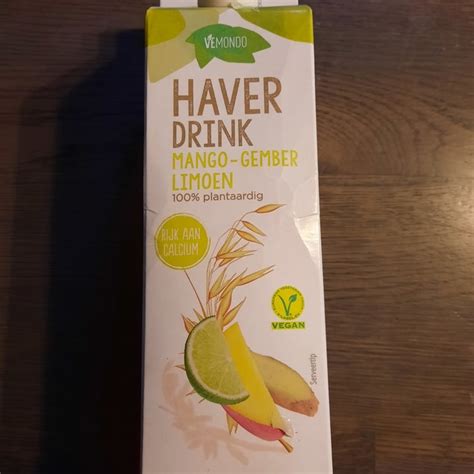 VEMONDO
HAVER
DRINK
MANGO-GEMBER
LIMOEN
100% plantaardig
RIJK AAN
CALCIUM
VEGAN
Serveertip